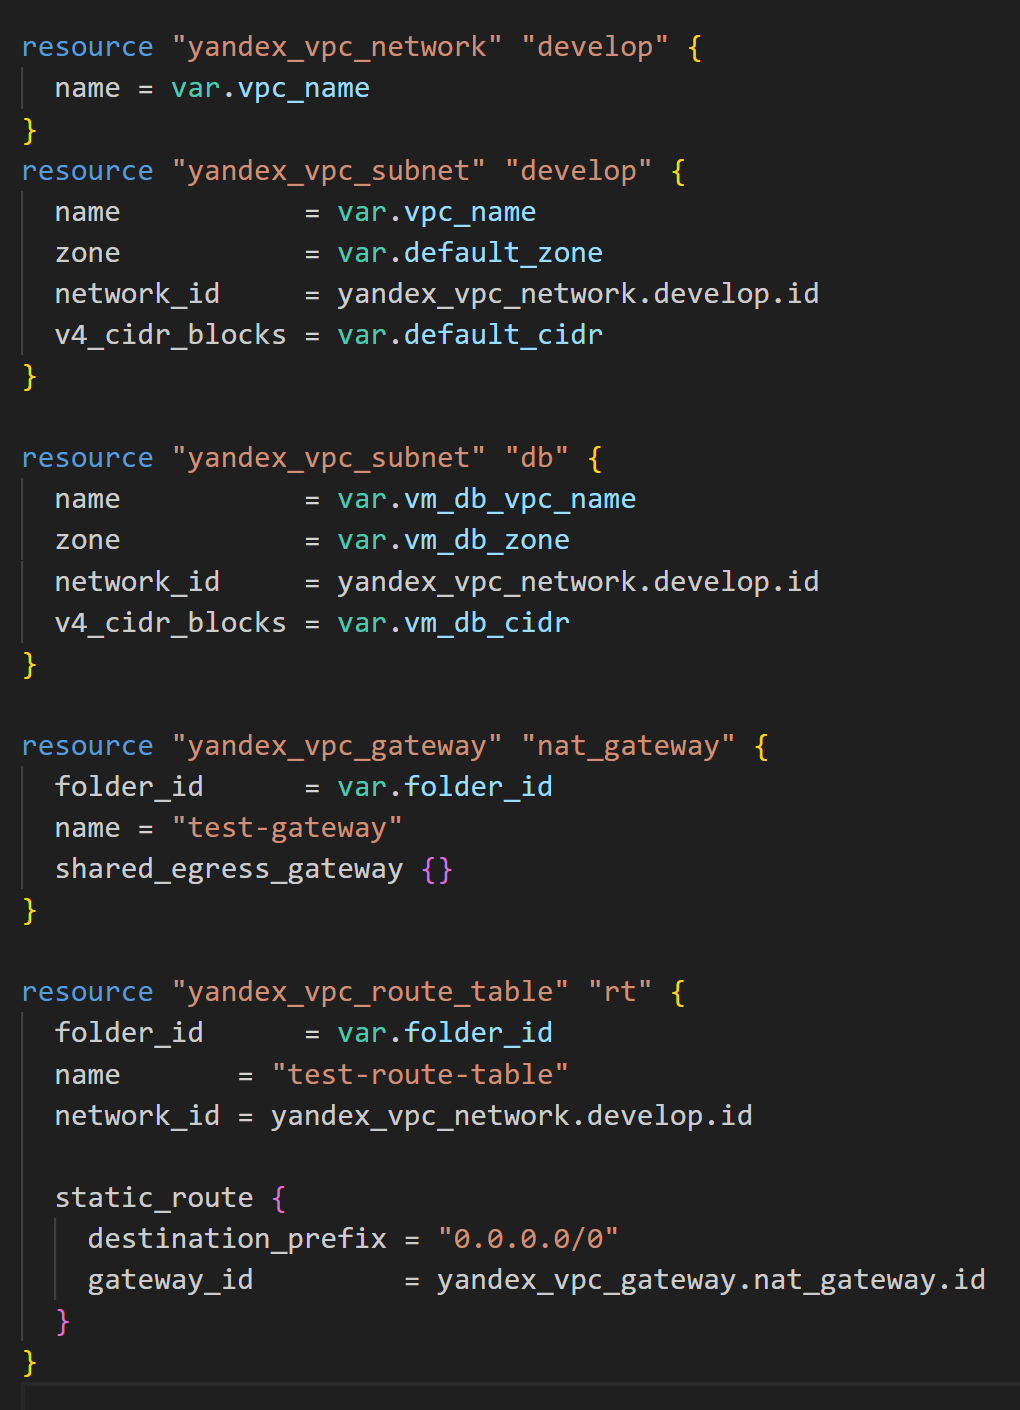 resource "yandex_vpc_network" "develop" {
  name = var.vpc_name
}
resource "yandex_vpc_subnet" "develop" {
  name           = var.vpc_name
  zone           = var.default_zone
  network_id     = yandex_vpc_network.develop.id
  v4_cidr_blocks = var.default_cidr
}

resource "yandex_vpc_subnet" "db" {
  name           = var.vm_db_vpc_name
  zone           = var.vm_db_zone
  network_id     = yandex_vpc_network.develop.id
  v4_cidr_blocks = var.vm_db_cidr
}

resource "yandex_vpc_gateway" "nat_gateway" {
  folder_id      = var.folder_id
  name = "test-gateway"
  shared_egress_gateway {}
}

resource "yandex_vpc_route_table" "rt" {
  folder_id      = var.folder_id
  name       = "test-route-table"
  network_id = yandex_vpc_network.develop.id

  static_route {
    destination_prefix = "0.0.0.0/0"
    gateway_id         = yandex_vpc_gateway.nat_gateway.id
  }
}